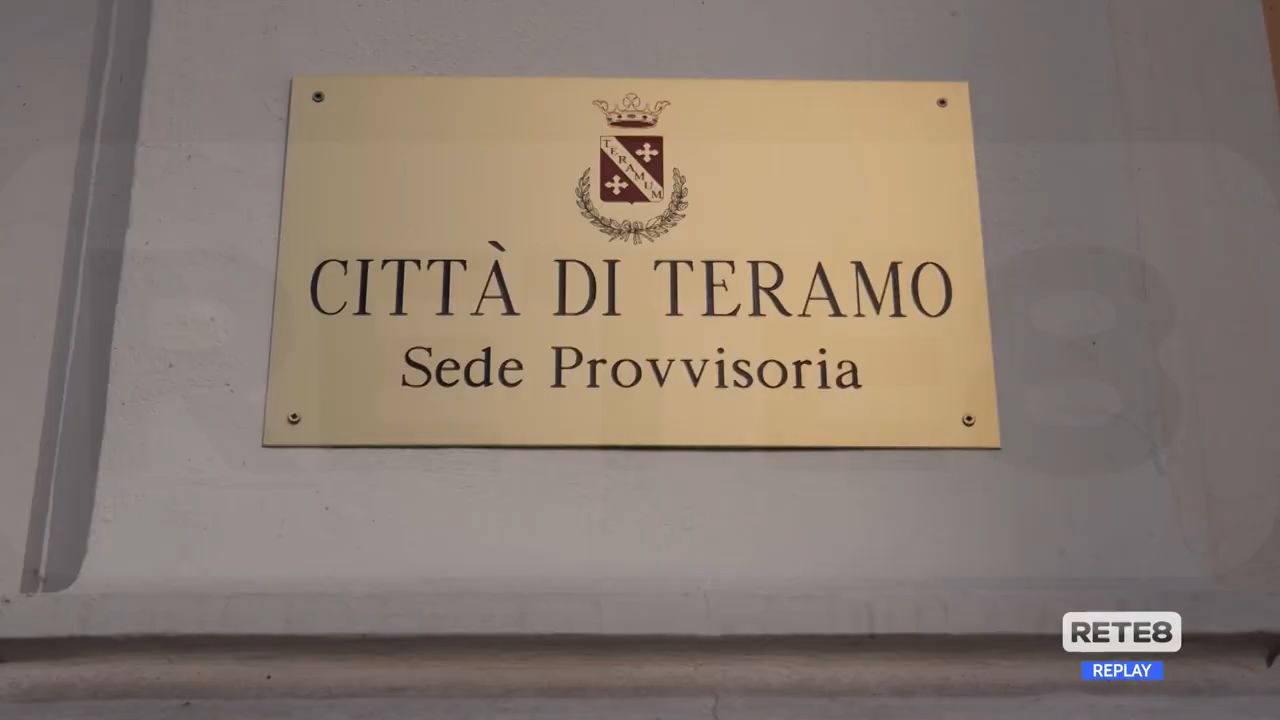 TERAMUM
CITTÀ DI TERAMO
Sede Provvisoria
RETE8
REPLAY